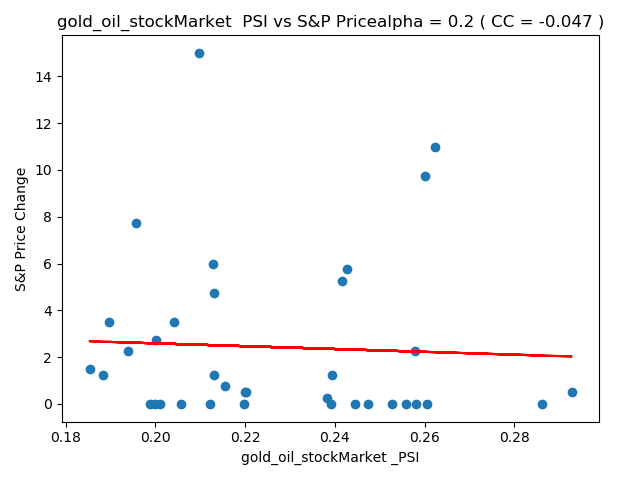 gold_oil_stockMarket  PSI vs S&P Pricealpha = 0.2 ( CC = -0.047 )
14
12
10
8
6
4
2
0
S&P Price Change
0.18 0.20 0.22 0.24 0.26 0.28
gold_oil_stockMarket _PSI